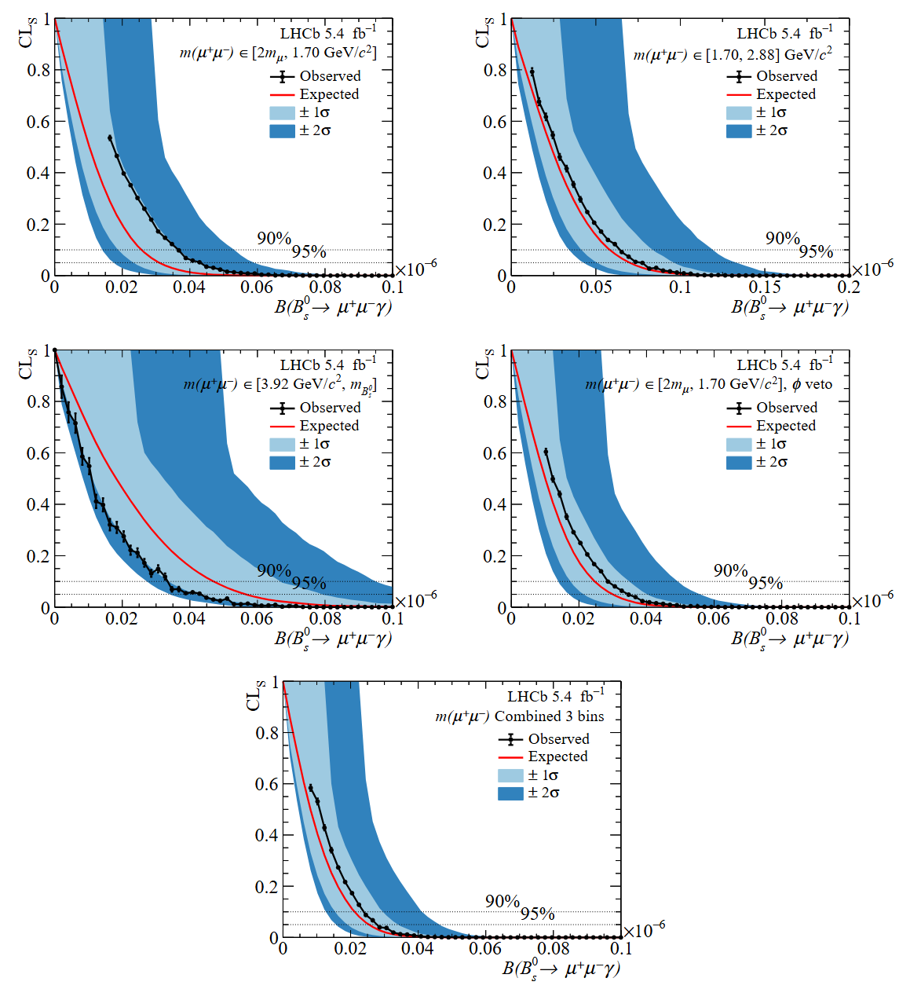 CLS
LHCb 5.4 fb⁻¹
m(μ⁺μ⁻) ∈ [2mμ, 1.70 GeV/c²]
Observed
Expected
± 1σ
± 2σ
90%
95%
1
0.8
0.6
0.4
0.2
0
0 0.02 0.04 0.06 0.08 0.1
×10⁻⁶
B(B⁰ₛ → μ⁺μ⁻γ)
CLS
LHCb 5.4 fb⁻¹
m(μ⁺μ⁻) ∈ [1.70, 2.88] GeV/c²
Observed
Expected
± 1σ
± 2σ
90%
95%
1
0.8
0.6
0.4
0.2
0
0 0.05 0.1 0.15 0.2
×10⁻⁶
B(B⁰ₛ → μ⁺μ⁻γ)
CLS
LHCb 5.4 fb⁻¹
m(μ⁺μ⁻) ∈ [3.92 GeV/c², m_B⁰ₛ]
Observed
Expected
± 1σ
± 2σ
90%
95%
1
0.8
0.6
0.4
0.2
0
0 0.02 0.04 0.06 0.08 0.1
×10⁻⁶
B(B⁰ₛ → μ⁺μ⁻γ)
CLS
LHCb 5.4 fb⁻¹
m(μ⁺μ⁻) ∈ [2mμ, 1.70 GeV/c²], ϕ veto
Observed
Expected
± 1σ
± 2σ
90%
95%
1
0.8
0.6
0.4
0.2
0
0 0.02 0.04 0.06 0.08 0.1
×10⁻⁶
B(B⁰ₛ → μ⁺μ⁻γ)
CLS
LHCb 5.4 fb⁻¹
m(μ⁺μ⁻) Combined 3 bins
Observed
Expected
± 1σ
± 2σ
90%
95%
1
0.8
0.6
0.4
0.2
0
0 0.02 0.04 0.06 0.08 0.1
×10⁻⁶
B(B⁰ₛ → μ⁺μ⁻γ)